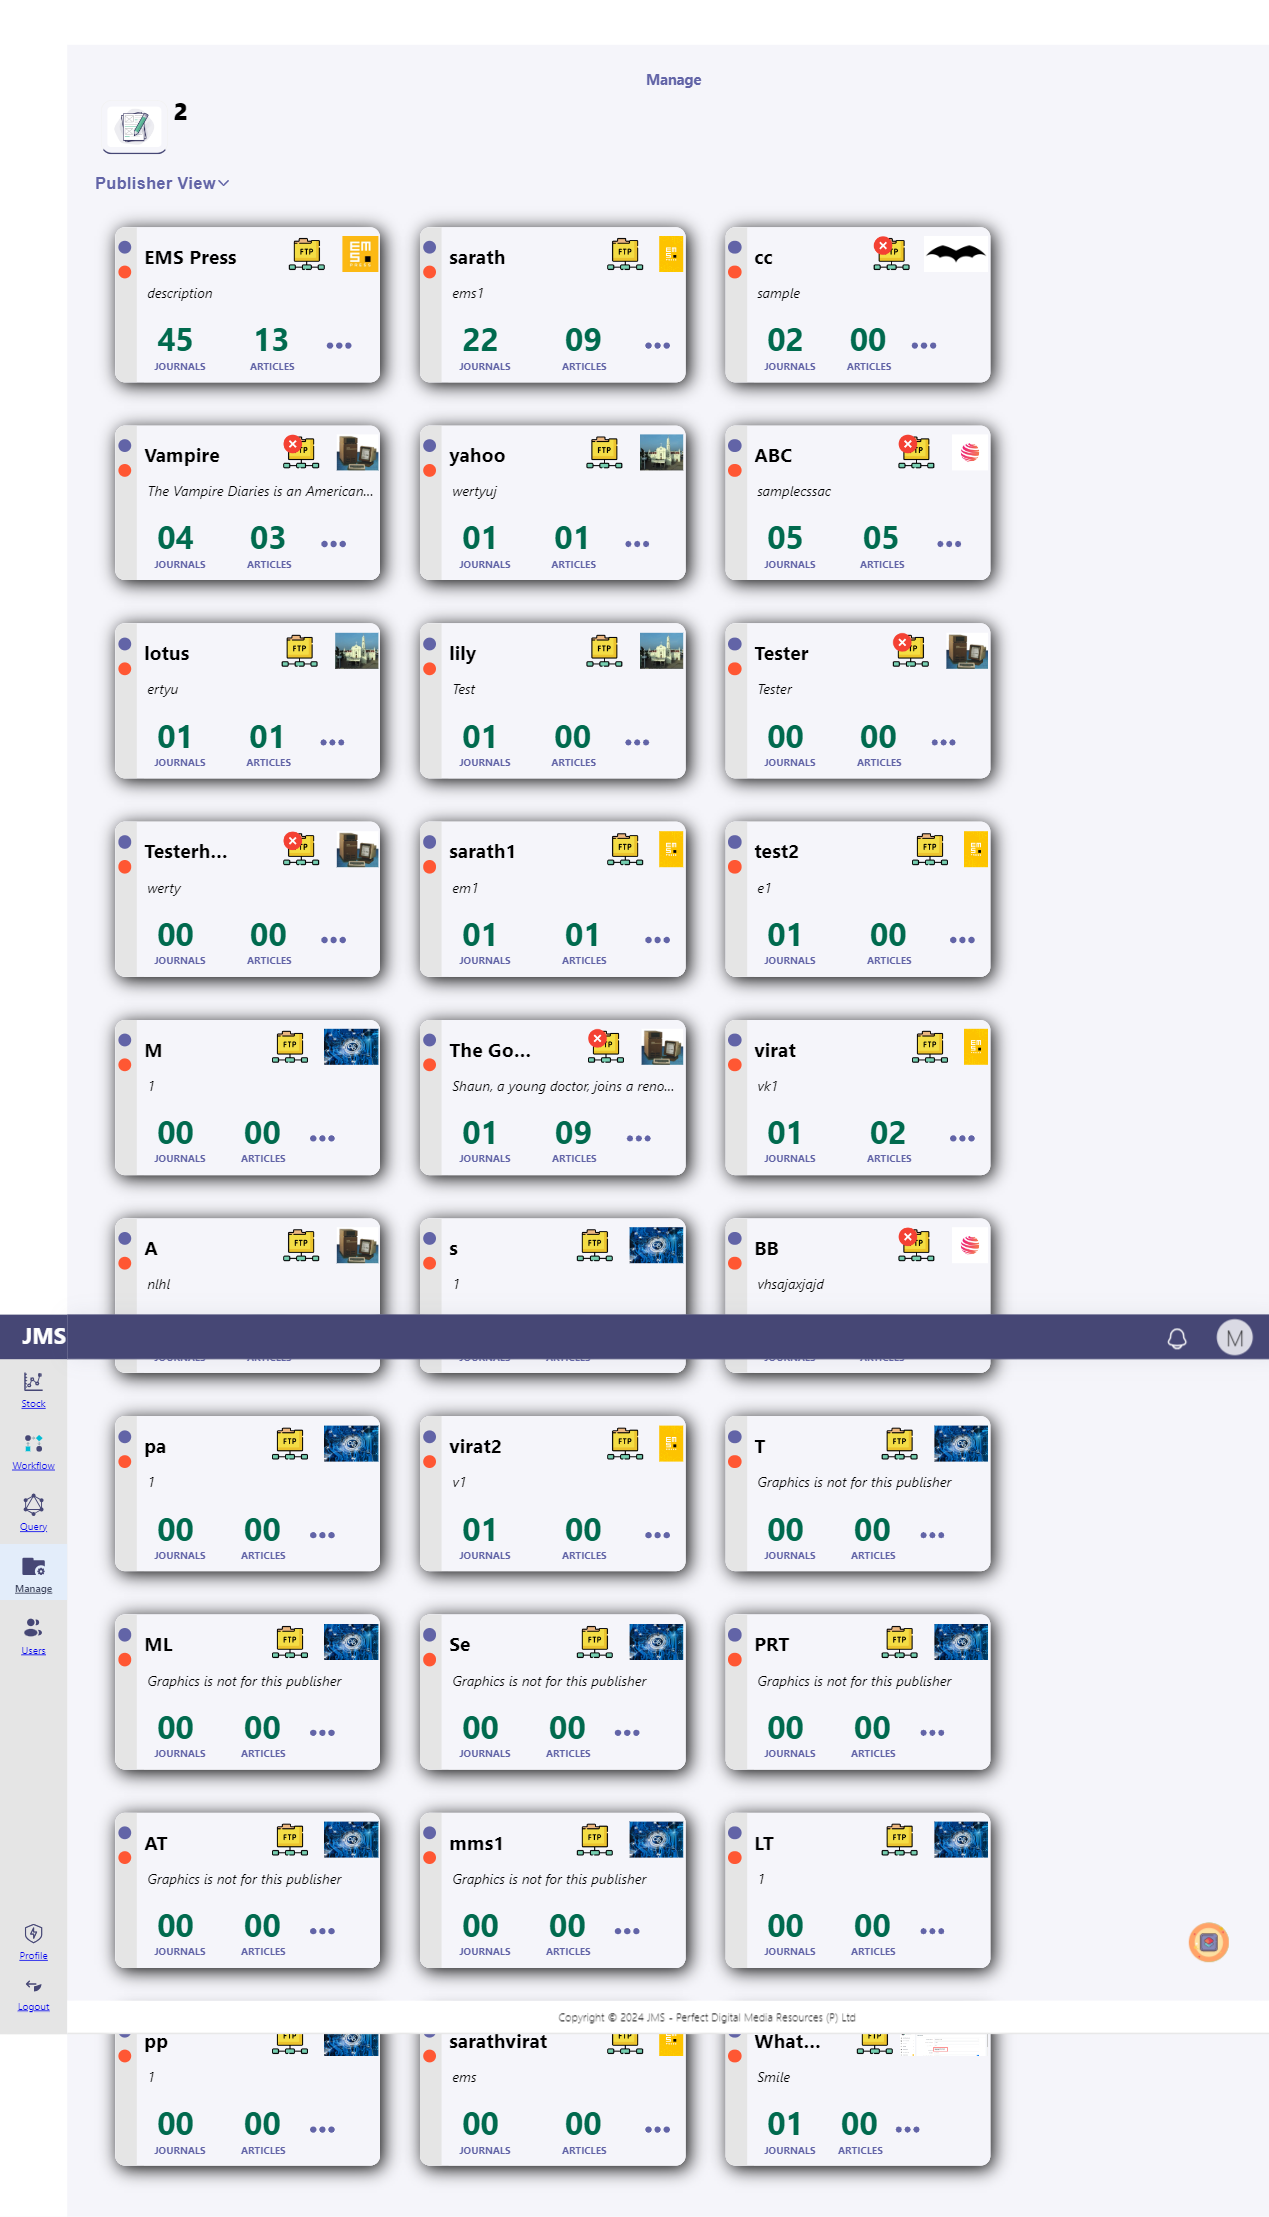 Manage
2
Publisher View
EMS Press FTP EMS PRESS
sarath FTP EMS
cc FTP
description
ems1
sample
45 13 •••
22 09 •••
02 00 •••
JOURNALS ARTICLES
JOURNALS ARTICLES
JOURNALS ARTICLES
Vampire TP
yahoo FTP
ABC TP
The Vampire Diaries is an American...
wertyuj
samplecssac
04 03 •••
01 01 •••
05 05 •••
JOURNALS ARTICLES
JOURNALS ARTICLES
JOURNALS ARTICLES
lotus FTP
lily FTP
Tester TP
ertyu
Test
Tester
01 01 •••
01 00 •••
00 00 •••
JOURNALS ARTICLES
JOURNALS ARTICLES
JOURNALS ARTICLES
Testerh... TP
sarath1 FTP EMS
test2 FTP EMS
werty
em1
e1
00 00 •••
01 01 •••
01 00 •••
JOURNALS ARTICLES
JOURNALS ARTICLES
JOURNALS ARTICLES
M FTP
The Go... TP
virat FTP EMS
1
Shaun, a young doctor, joins a reno...
vk1
00 00 •••
01 09 •••
01 02 •••
JOURNALS ARTICLES
JOURNALS ARTICLES
JOURNALS ARTICLES
A FTP
s FTP
BB TP
nlhl
1
vhsajaxjajd
JMS
M
Stock
Workflow
Query
Manage
Users
Profile
Logout
pa FTP
virat2 FTP EMS
T FTP
1
v1
Graphics is not for this publisher
00 00 •••
01 00 •••
00 00 •••
JOURNALS ARTICLES
JOURNALS ARTICLES
JOURNALS ARTICLES
ML FTP
Se FTP
PRT FTP
Graphics is not for this publisher
Graphics is not for this publisher
Graphics is not for this publisher
00 00 •••
00 00 •••
00 00 •••
JOURNALS ARTICLES
JOURNALS ARTICLES
JOURNALS ARTICLES
AT FTP
mms1 FTP
LT FTP
Graphics is not for this publisher
Graphics is not for this publisher
1
00 00 •••
00 00 •••
00 00 •••
JOURNALS ARTICLES
JOURNALS ARTICLES
JOURNALS ARTICLES
Copyright © 2024 JMS - Perfect Digital Media Resources (P) Ltd
pp FTP
sarathvirat FTP
What... FTP
1
ems
Smile
00 00 •••
00 00 •••
01 00 •••
JOURNALS ARTICLES
JOURNALS ARTICLES
JOURNALS ARTICLES